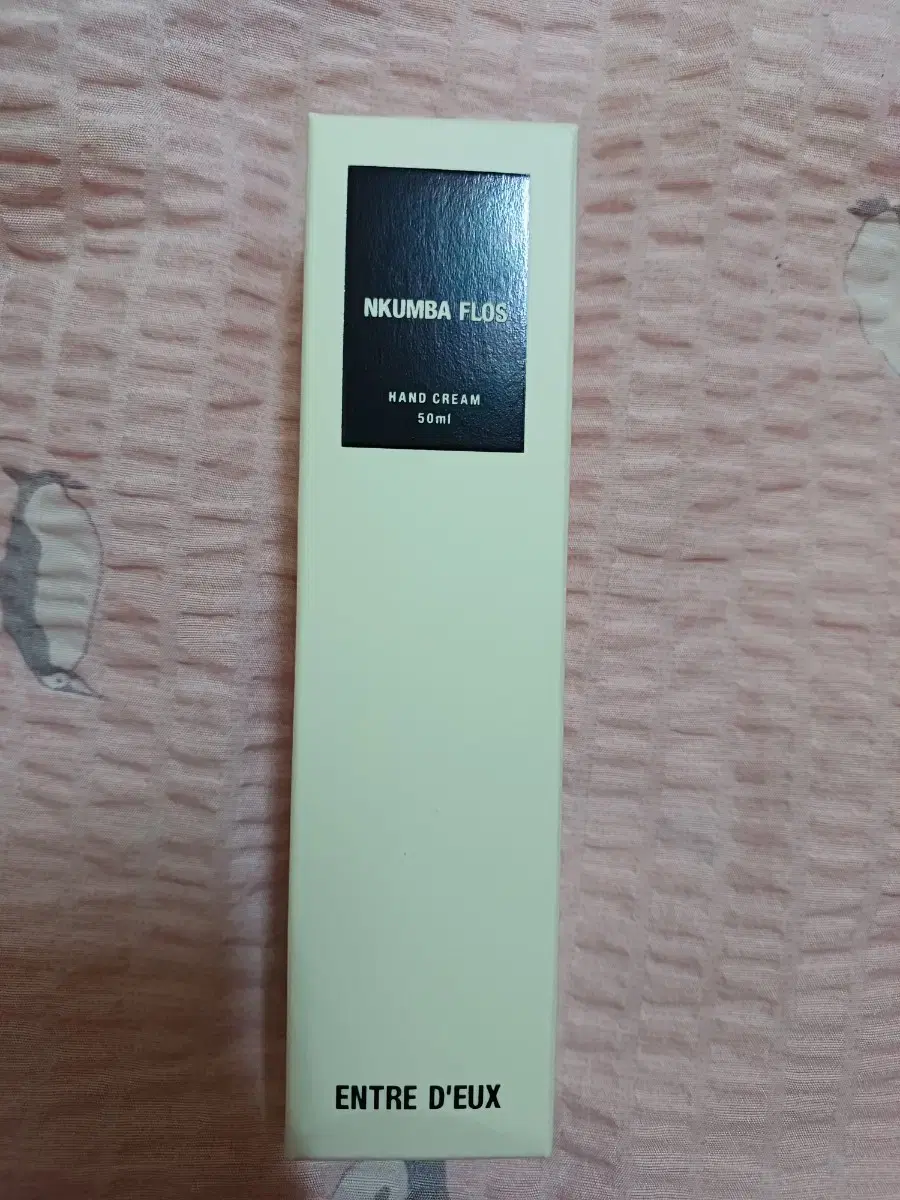 NKUMBA FLOS
HAND CREAM
50ml
ENTRE D'EUX